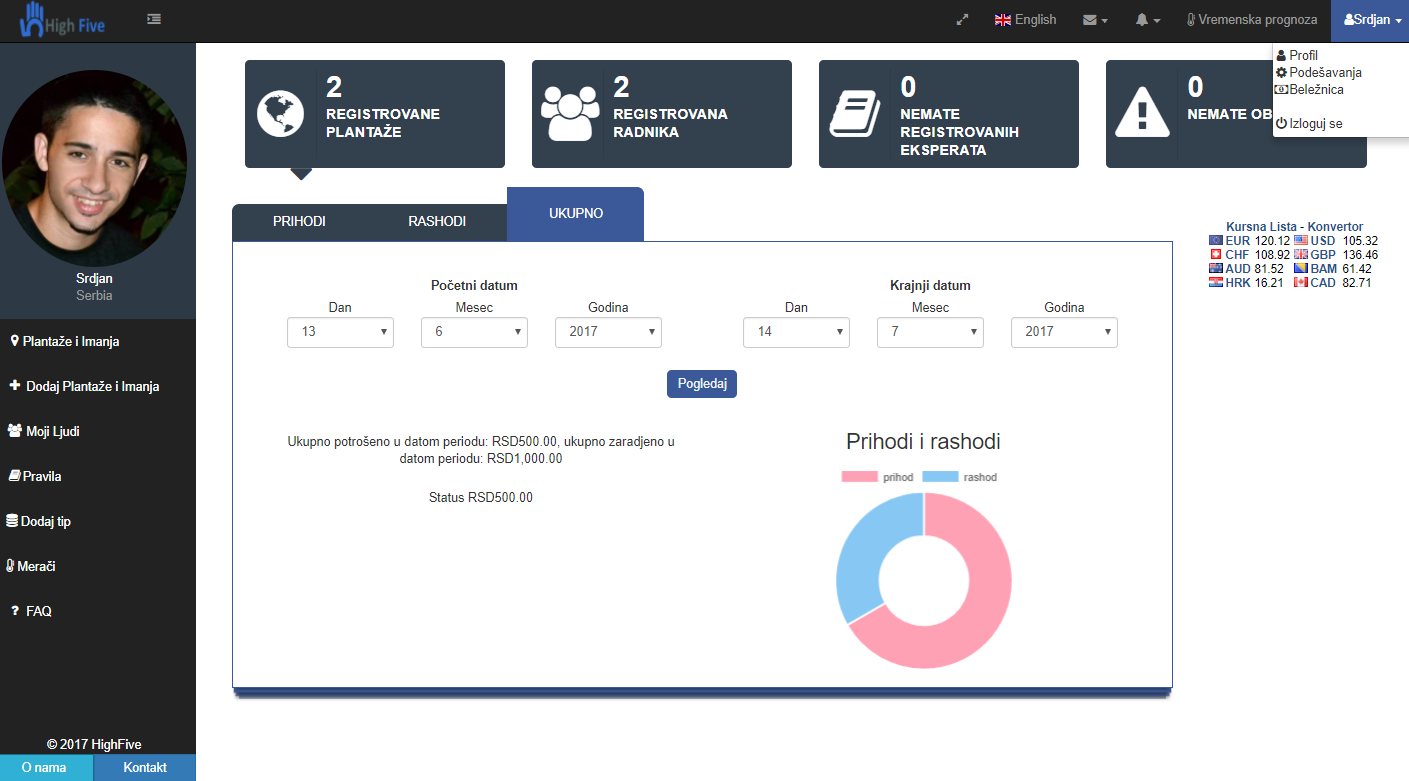 High Five
English
Vremenska prognoza
Srdjan
Profil
Podešavanja
Beležnica
Izloguj se
Srdjan
Serbia
Plantaže i Imanja
Dodaj Plantaže i Imanja
Moji Ljudi
Pravila
Dodaj tip
Merači
? FAQ
© 2017 HighFive
O nama
Kontakt
2
REGISTROVANE
PLANTAŽE
2
REGISTROVANA
RADNIKA
0
NEMATE
REGISTROVANIH
EKSPERATA
0
NEMATE OB
PRIHODI
RASHODI
UKUPNO
Početni datum
Dan Mesec Godina
13 6 2017
Krajnji datum
Dan Mesec Godina
14 7 2017
Pogledaj
Ukupno potrošeno u datom periodu: RSD500.00, ukupno zaradjeno u
datom periodu: RSD1,000.00
Status RSD500.00
Prihodi i rashodi
prihod rashod
Kursna Lista - Konvertor
EUR 120.12 USD 105.32
CHF 108.92 GBP 136.46
AUD 81.52 BAM 61.42
HRK 16.21 CAD 82.71